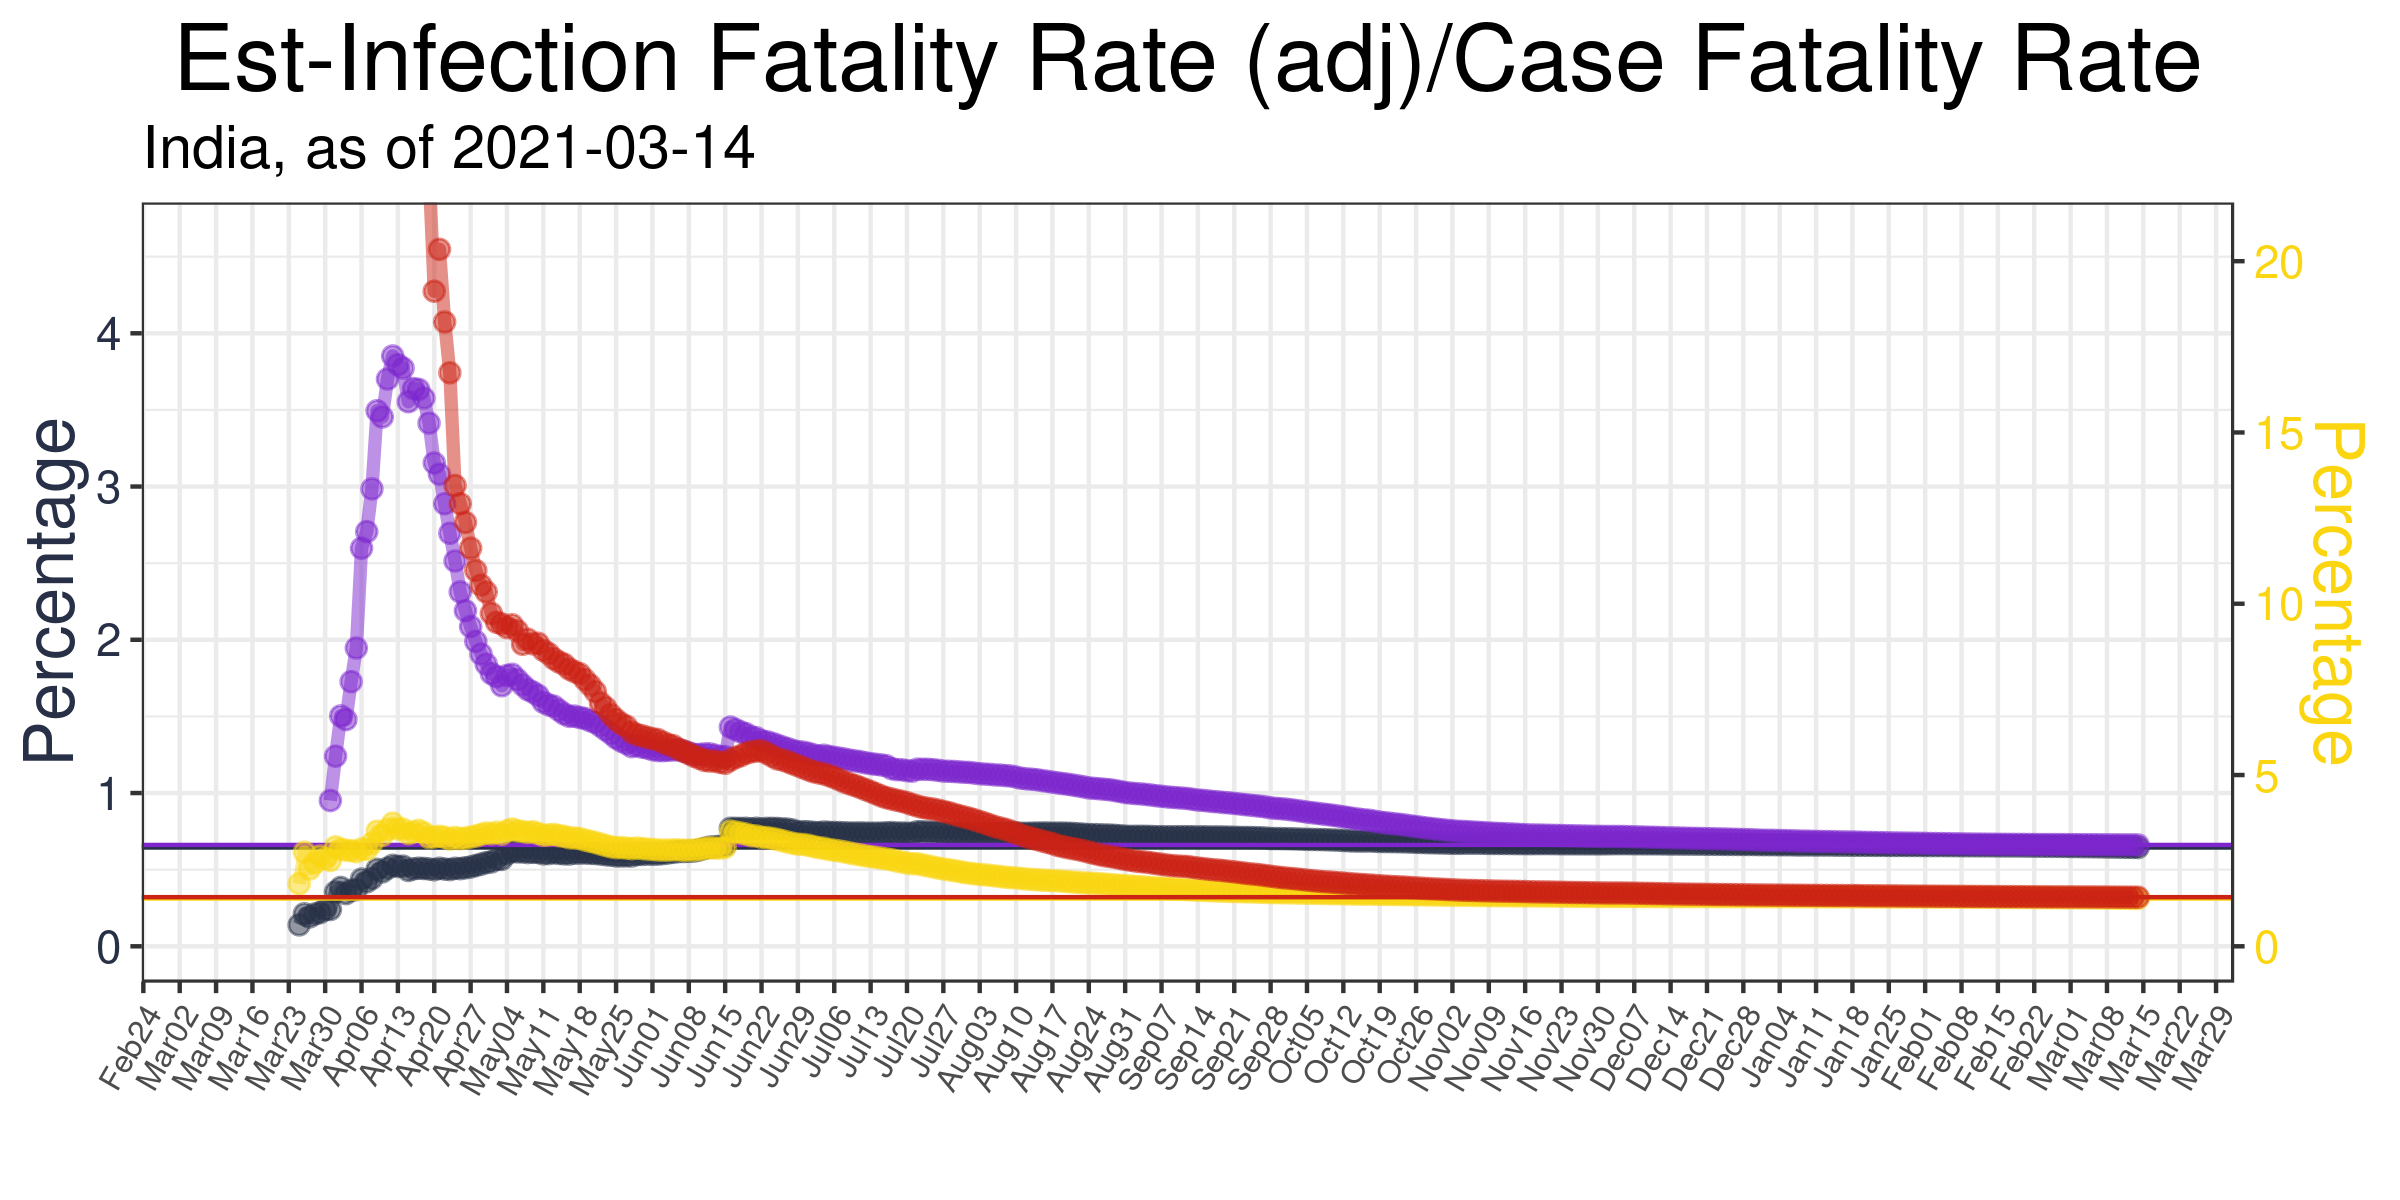 Est-Infection Fatality Rate (adj)/Case Fatality Rate
India, as of 2021-03-14
Percentage
4
3
2
1
0
20
15
10
5
0
Percentage
Feb24
Mar02
Mar09
Mar16
Mar23
Mar30
Apr06
Apr13
Apr20
Apr27
May04
May11
May18
May25
Jun01
Jun08
Jun15
Jun22
Jun29
Jul06
Jul13
Jul20
Jul27
Aug03
Aug10
Aug17
Aug24
Aug31
Sep07
Sep14
Sep21
Sep28
Oct05
Oct12
Oct19
Oct26
Nov02
Nov09
Nov16
Nov23
Nov30
Dec07
Dec14
Dec21
Dec28
Jan04
Jan11
Jan18
Jan25
Feb01
Feb08
Feb15
Feb22
Mar01
Mar08
Mar15
Mar22
Mar29